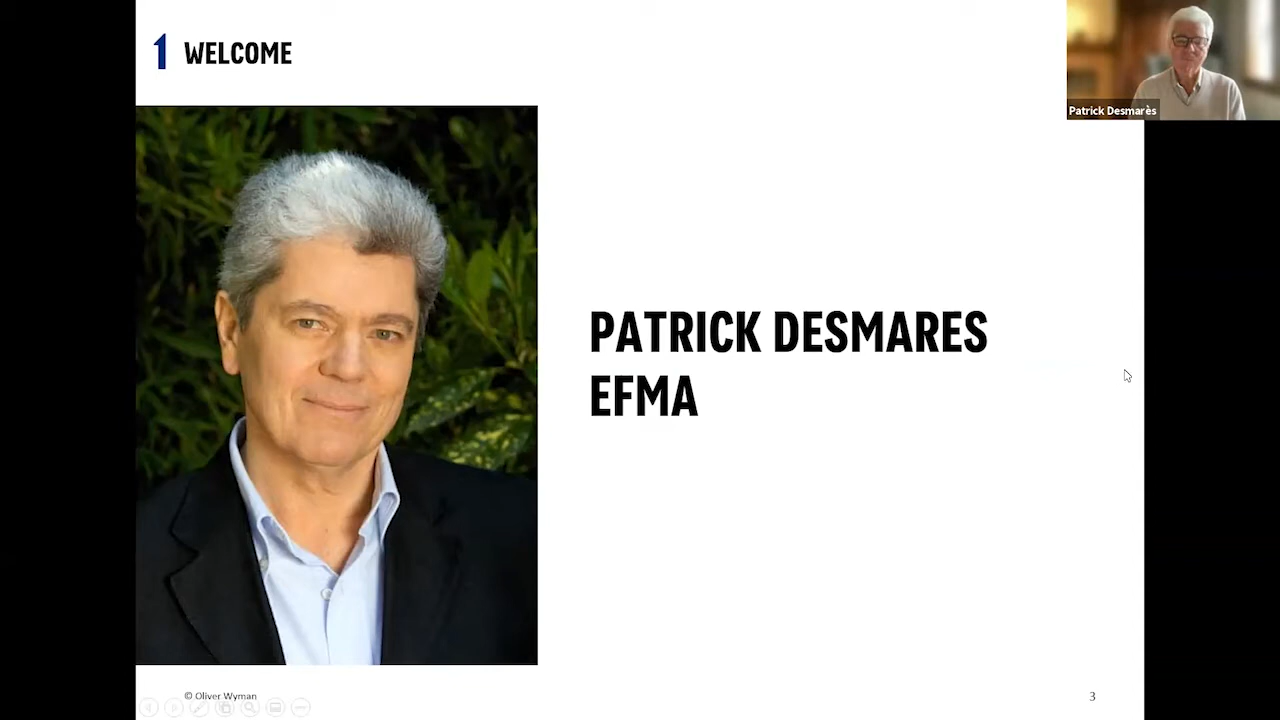 1 WELCOME
Patrick Desmarès
PATRICK DESMARES
EFMA
© Oliver Wyman
3